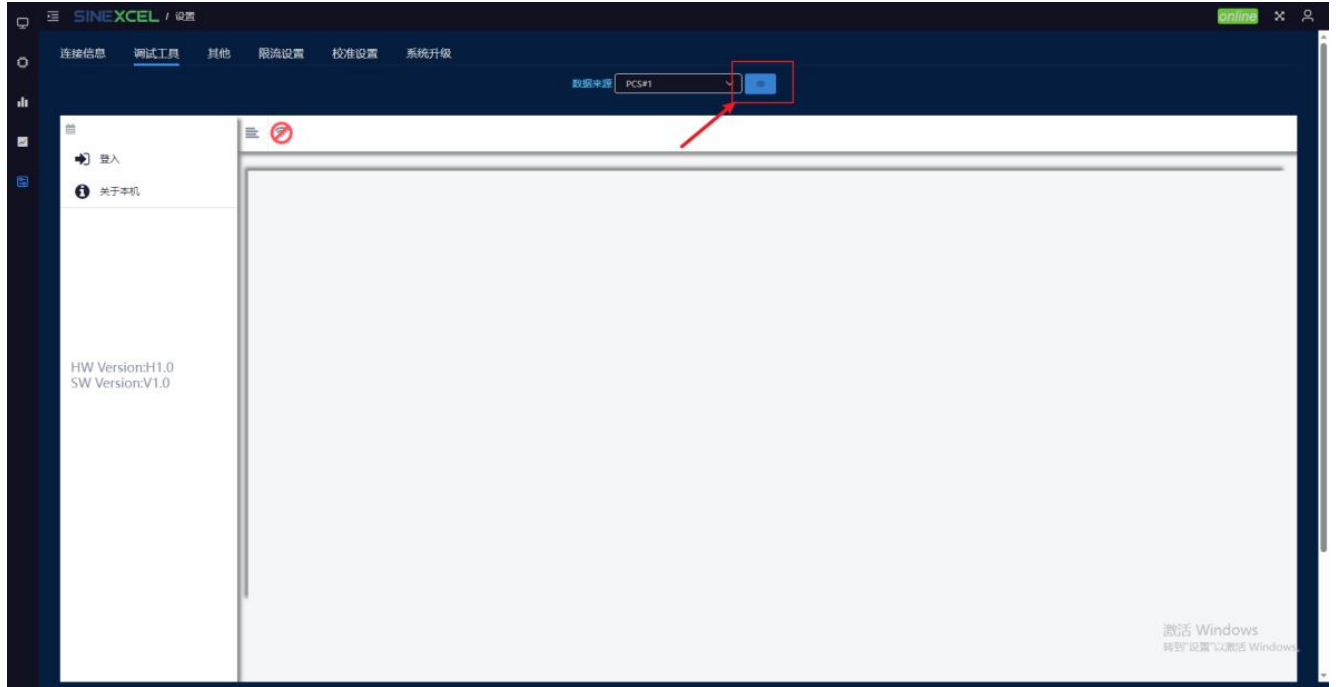 SINEXCEL / 设置
online
连接信息 调试工具 其他 限流设置 校准设置 系统升级
数据来源 PCS#1
登入
关于本机
HW Version:H1.0
SW Version:V1.0
激活 Windows
转到"设置"以激活 Windows。